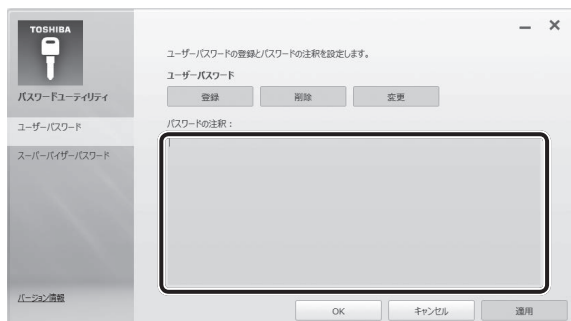 TOSHIBA
パスワードユーティリティ
ユーザーパスワード
スーパーバイザーパスワード
バージョン情報
ユーザーパスワードの登録とパスワードの注釈を設定します。
ユーザーパスワード
登録 削除 変更
パスワードの注釈：
OK キャンセル 適用